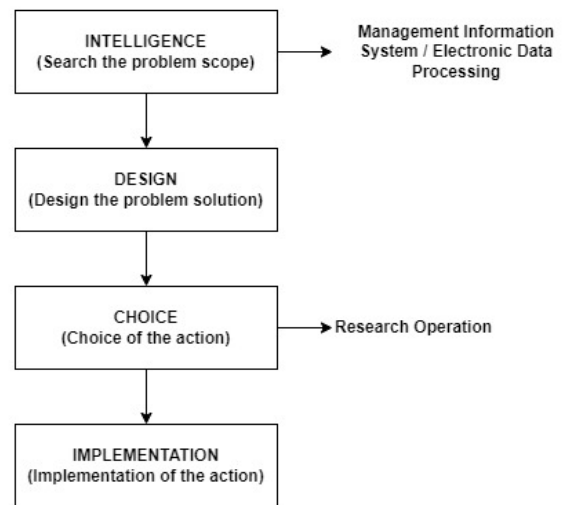 INTELLIGENCE
(Search the problem scope)
Management Information
System / Electronic Data
Processing
DESIGN
(Design the problem solution)
CHOICE
(Choice of the action)
Research Operation
IMPLEMENTATION
(Implementation of the action)